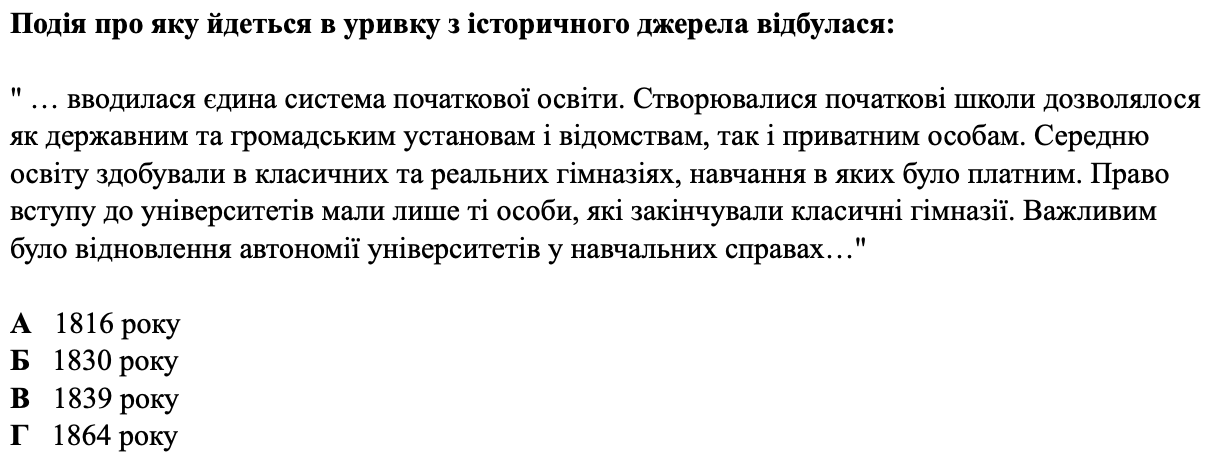 Подія про яку йдеться в уривку з історичного джерела відбулася:
" … вводилася єдина система початкової освіти. Створювалися початкові школи дозволялося
як державним та громадським установам і відомствам, так і приватним особам. Середню
освіту здобували в класичних та реальних гімназіях, навчання в яких було платним. Право
вступу до університетів мали лише ті особи, які закінчували класичні гімназії. Важливим
було відновлення автономії університетів у навчальних справах…"
А 1816 року
Б 1830 року
В 1839 року
Г 1864 року